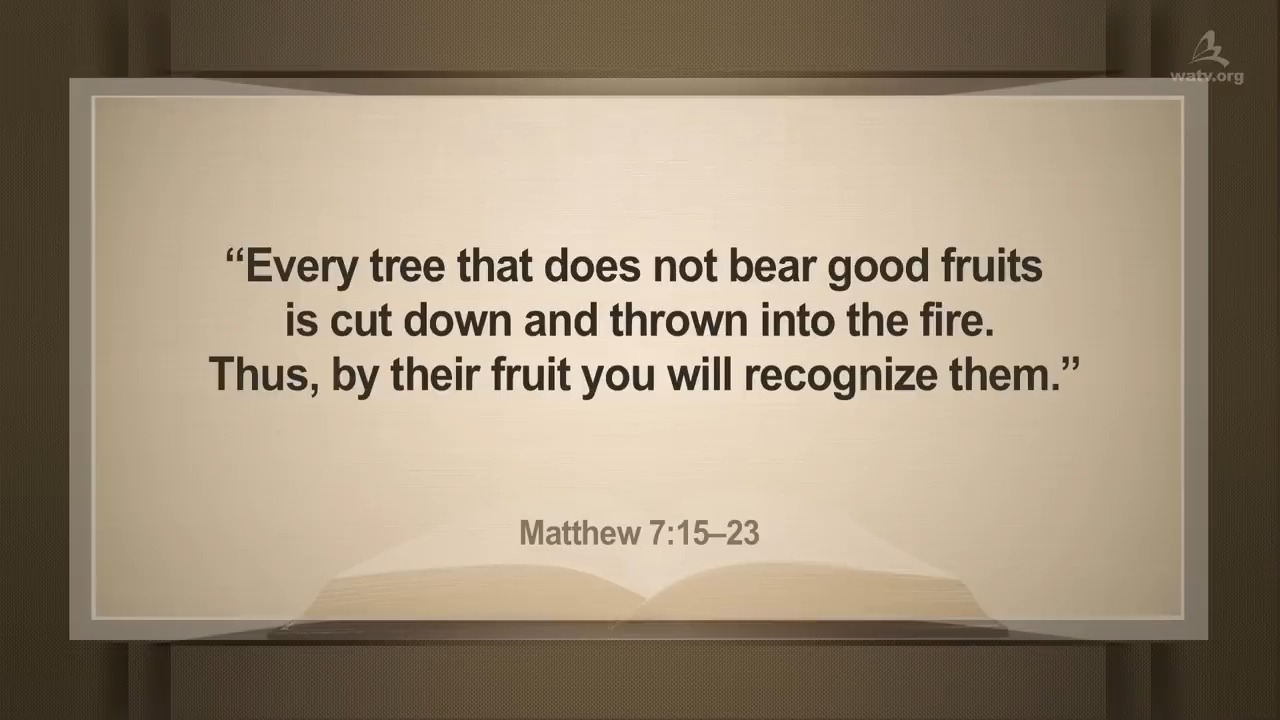 watv.org
“Every tree that does not bear good fruits
is cut down and thrown into the fire.
Thus, by their fruit you will recognize them.”
Matthew 7:15–23